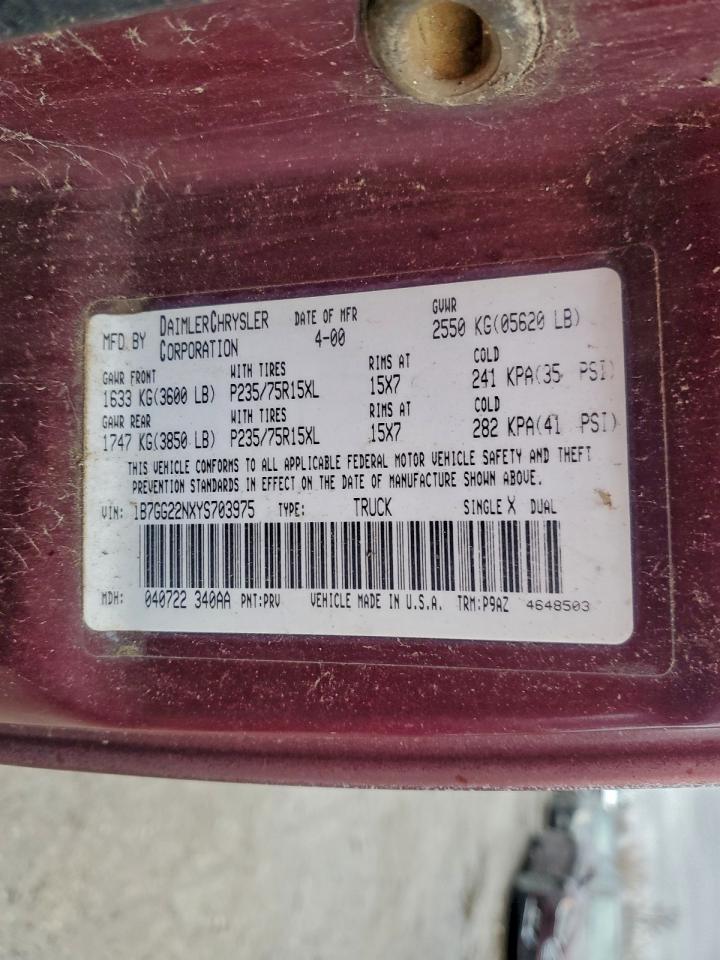 MFD BY DAIMLERCHRYSLER CORPORATION DATE OF MFR 4-00 GVWR 2550 KG(05620 LB)
GAWR FRONT WITH TIRES RIMS AT COLD
1633 KG(3600 LB) P235/75R15XL 15X7 241 KPA(35 PSI)
GAWR REAR WITH TIRES RIMS AT COLD
1747 KG(3850 LB) P235/75R15XL 15X7 282 KPA(41 PSI)
THIS VEHICLE CONFORMS TO ALL APPLICABLE FEDERAL MOTOR VEHICLE SAFETY AND THEFT
PREVENTION STANDARDS IN EFFECT ON THE DATE OF MANUFACTURE SHOWN ABOVE.
VIN: 1B7GG22NXYS703975 TYPE: TRUCK SINGLE X DUAL
MDH: 040722 340AA PNT:PRV VEHICLE MADE IN U.S.A. TRM:P9AZ 4648503